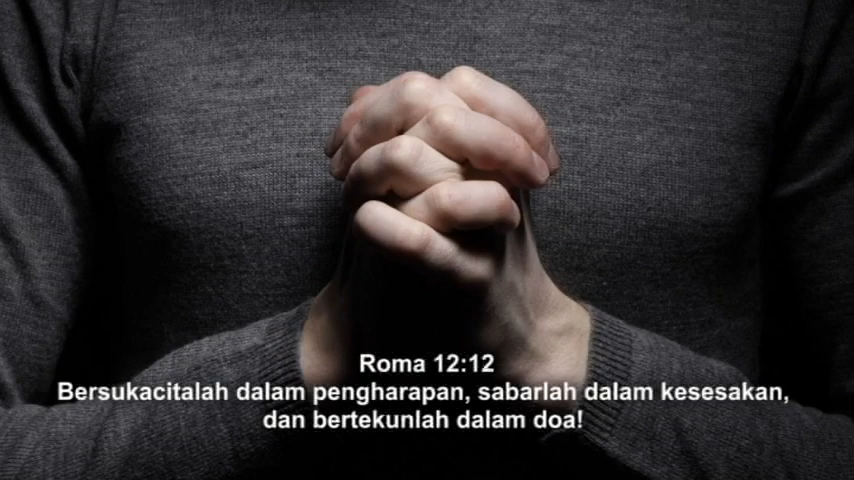 Roma 12:12
Bersukacitalah dalam pengharapan, sabarlah dalam kesesakan,
dan bertekunlah dalam doa!